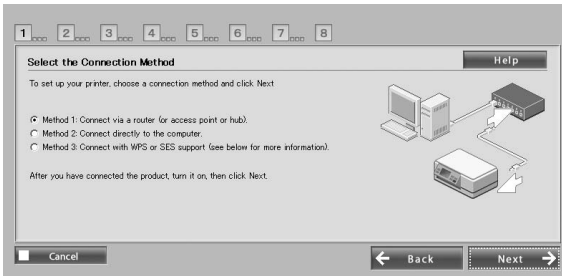 1 2 3 4 5 6 7 8
Select the Connection Method
Help
To set up your printer, choose a connection method and click Next
Method 1: Connect via a router (or access point or hub).
Method 2: Connect directly to the computer.
Method 3: Connect with WPS or SES support (see below for more information).
After you have connected the product, turn it on, then click Next.
Cancel
Back
Next